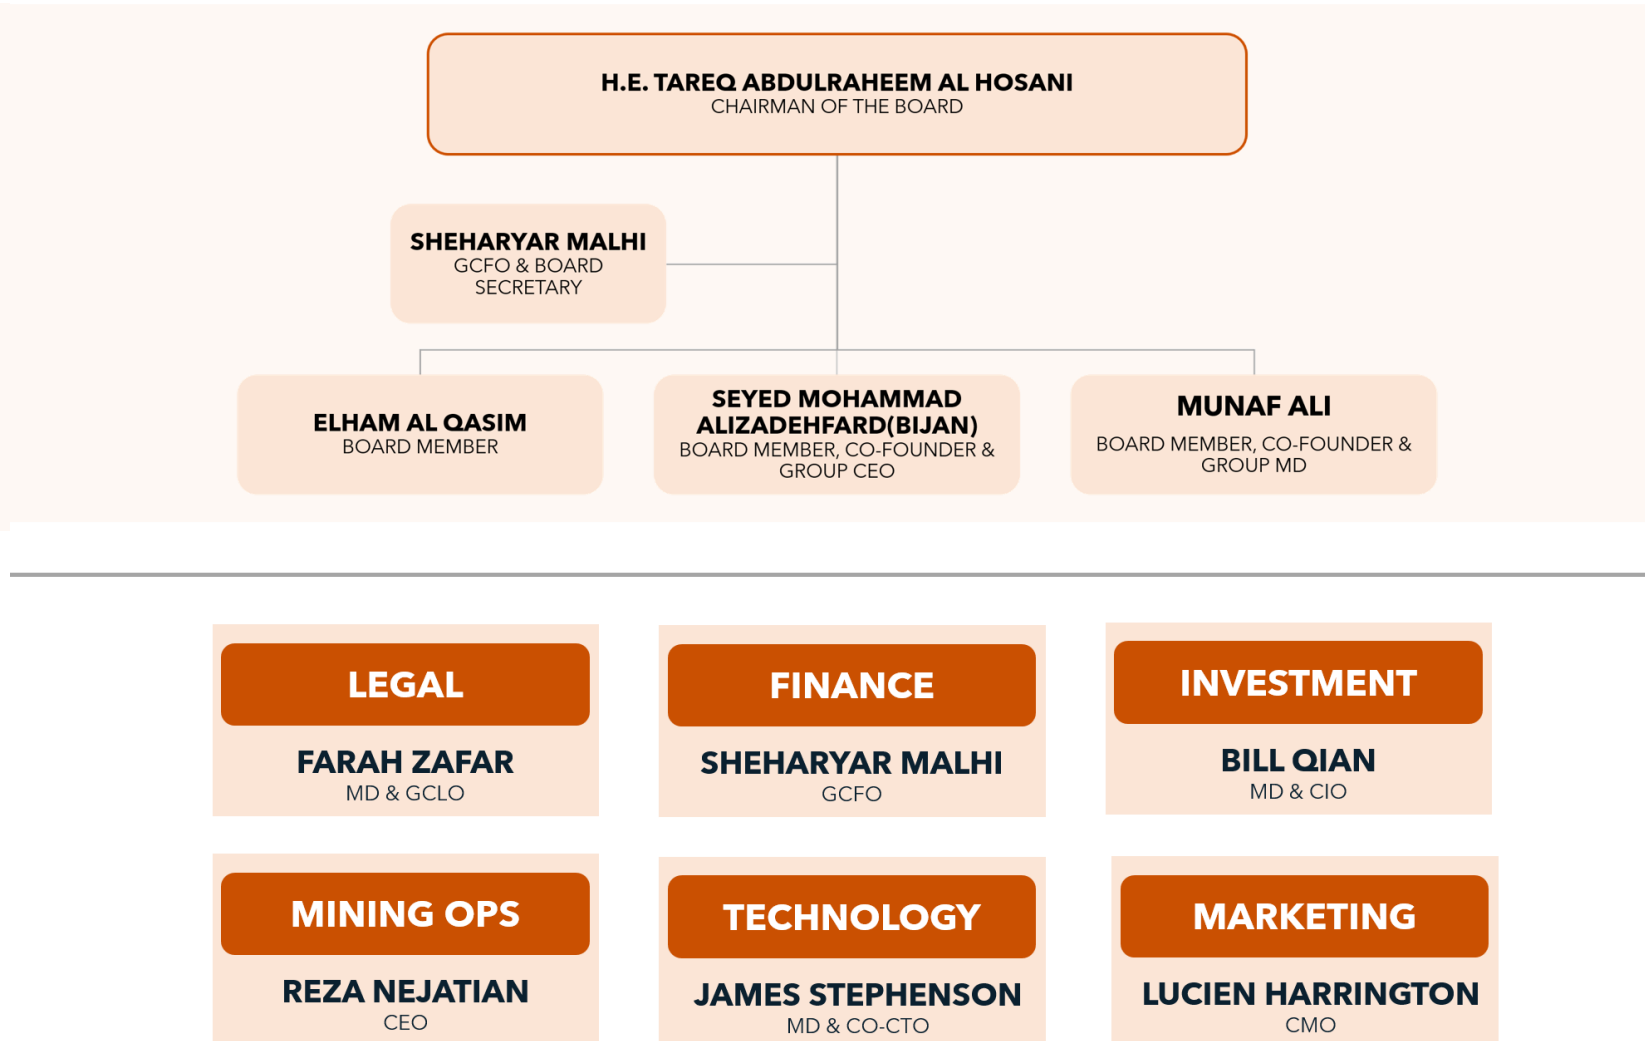 H.E. TAREQ ABDULRAHEEM AL HOSANI
CHAIRMAN OF THE BOARD
SHEHARYAR MALHI
GCFO & BOARD
SECRETARY
ELHAM AL QASIM
BOARD MEMBER
SEYED MOHAMMAD
ALIZADEHFARD(BIJAN)
BOARD MEMBER, CO-FOUNDER &
GROUP CEO
MUNAF ALI
BOARD MEMBER, CO-FOUNDER &
GROUP MD
LEGAL
FARAH ZAFAR
MD & GCLO
FINANCE
SHEHARYAR MALHI
GCFO
INVESTMENT
BILL QIAN
MD & CIO
MINING OPS
REZA NEJATIAN
CEO
TECHNOLOGY
JAMES STEPHENSON
MD & CO-CTO
MARKETING
LUCIEN HARRINGTON
CMO